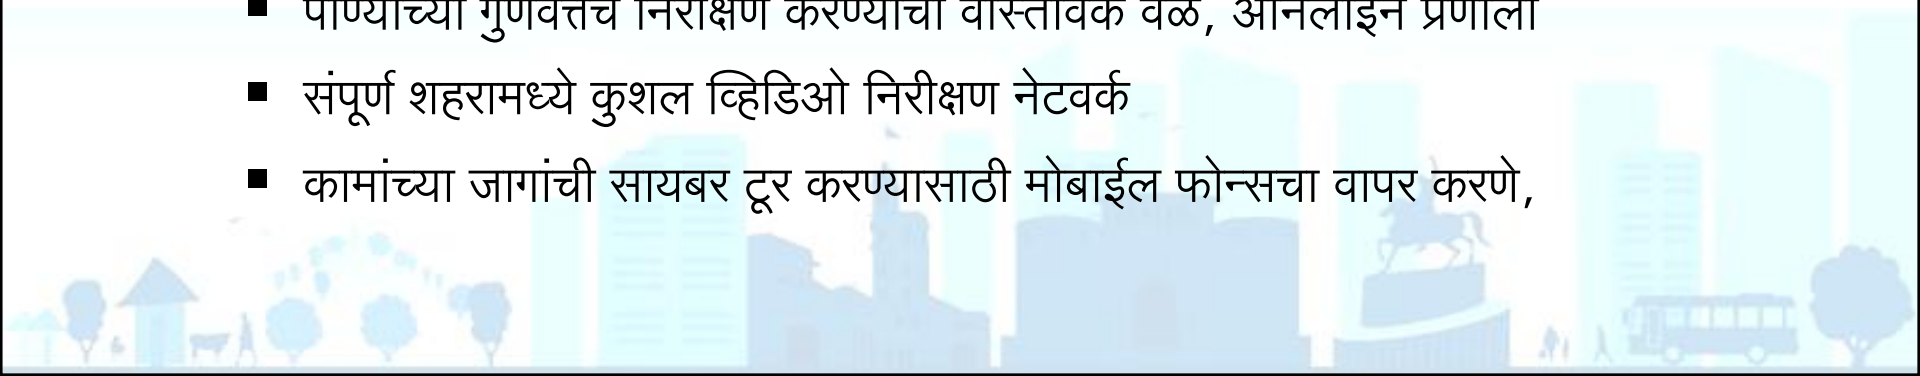 ▪ पाण्याच्या गुणवत्तेचे निरीक्षण करण्याची वास्तविक वेळ, ऑनलाईन प्रणाली
▪ संपूर्ण शहरामध्ये कुशल व्हिडिओ निरीक्षण नेटवर्क
▪ कामांच्या जागांची सायबर टूर करण्यासाठी मोबाईल फोन्सचा वापर करणे,